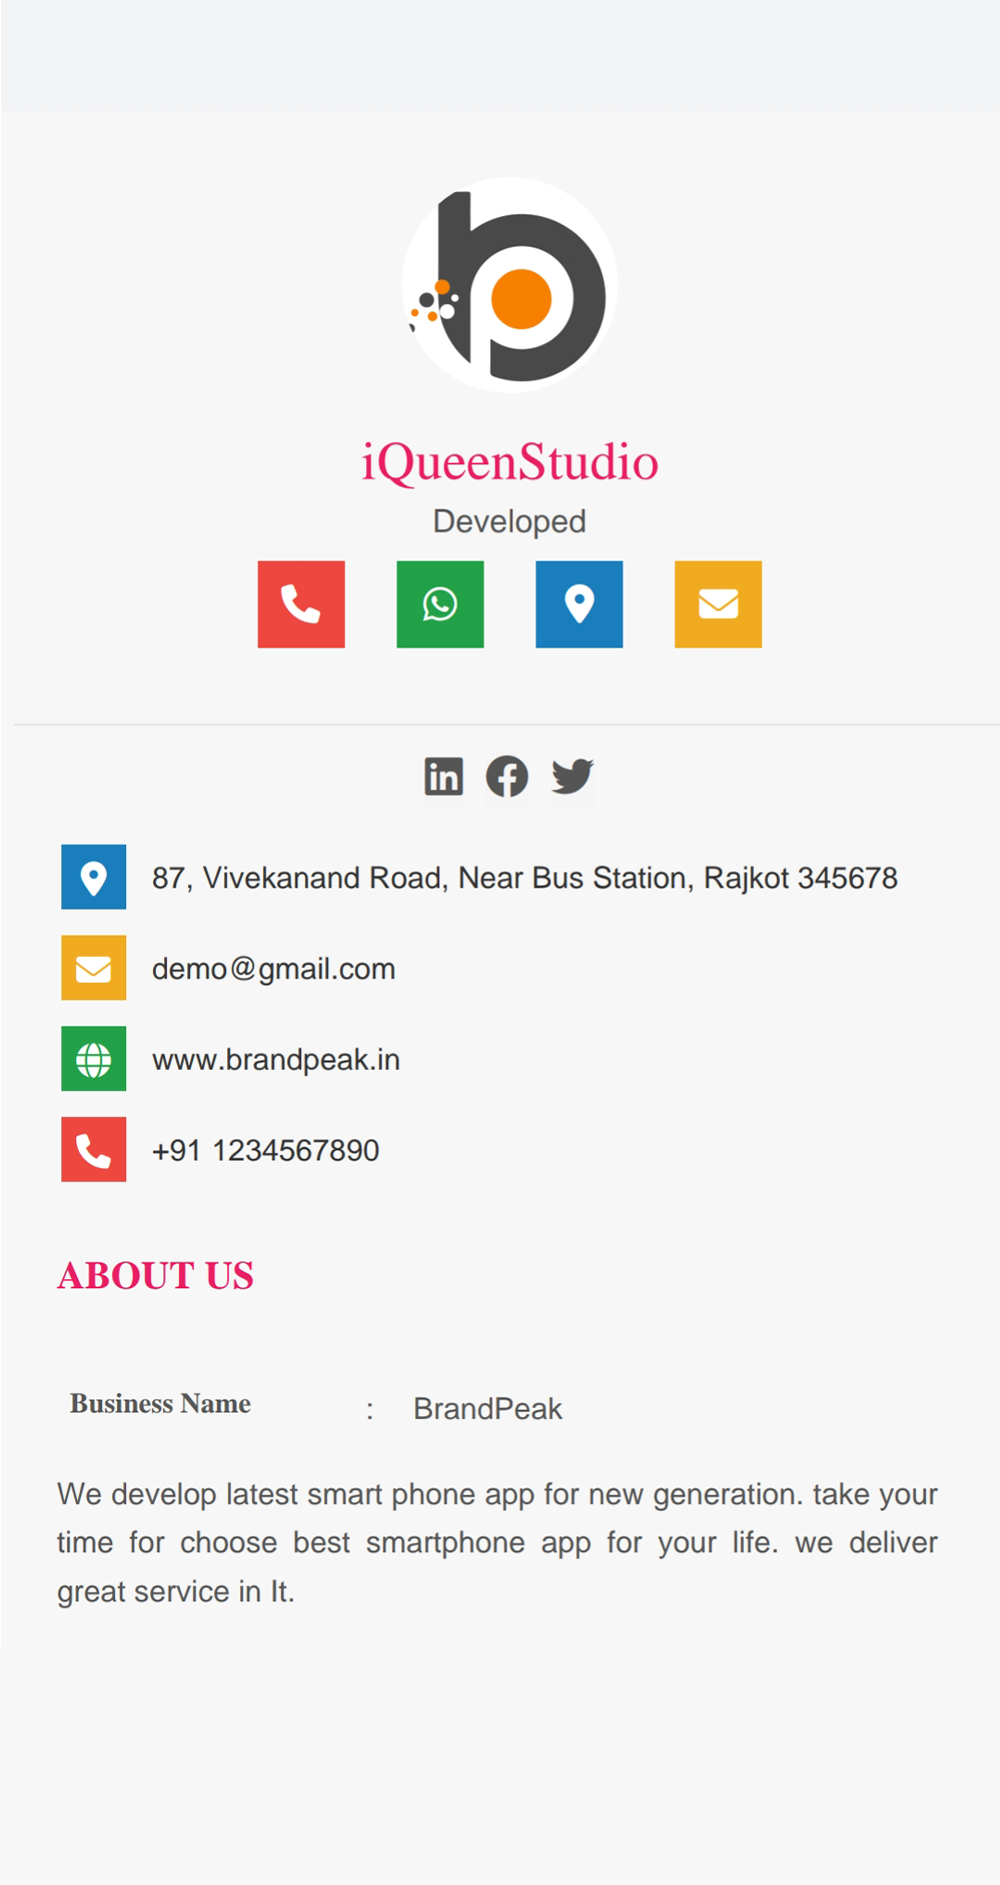 iQueenStudio
Developed
87, Vivekanand Road, Near Bus Station, Rajkot 345678
demo@gmail.com
www.brandpeak.in
+91 1234567890
ABOUT US
Business Name : BrandPeak
We develop latest smart phone app for new generation. take your
time for choose best smartphone app for your life. we deliver
great service in It.